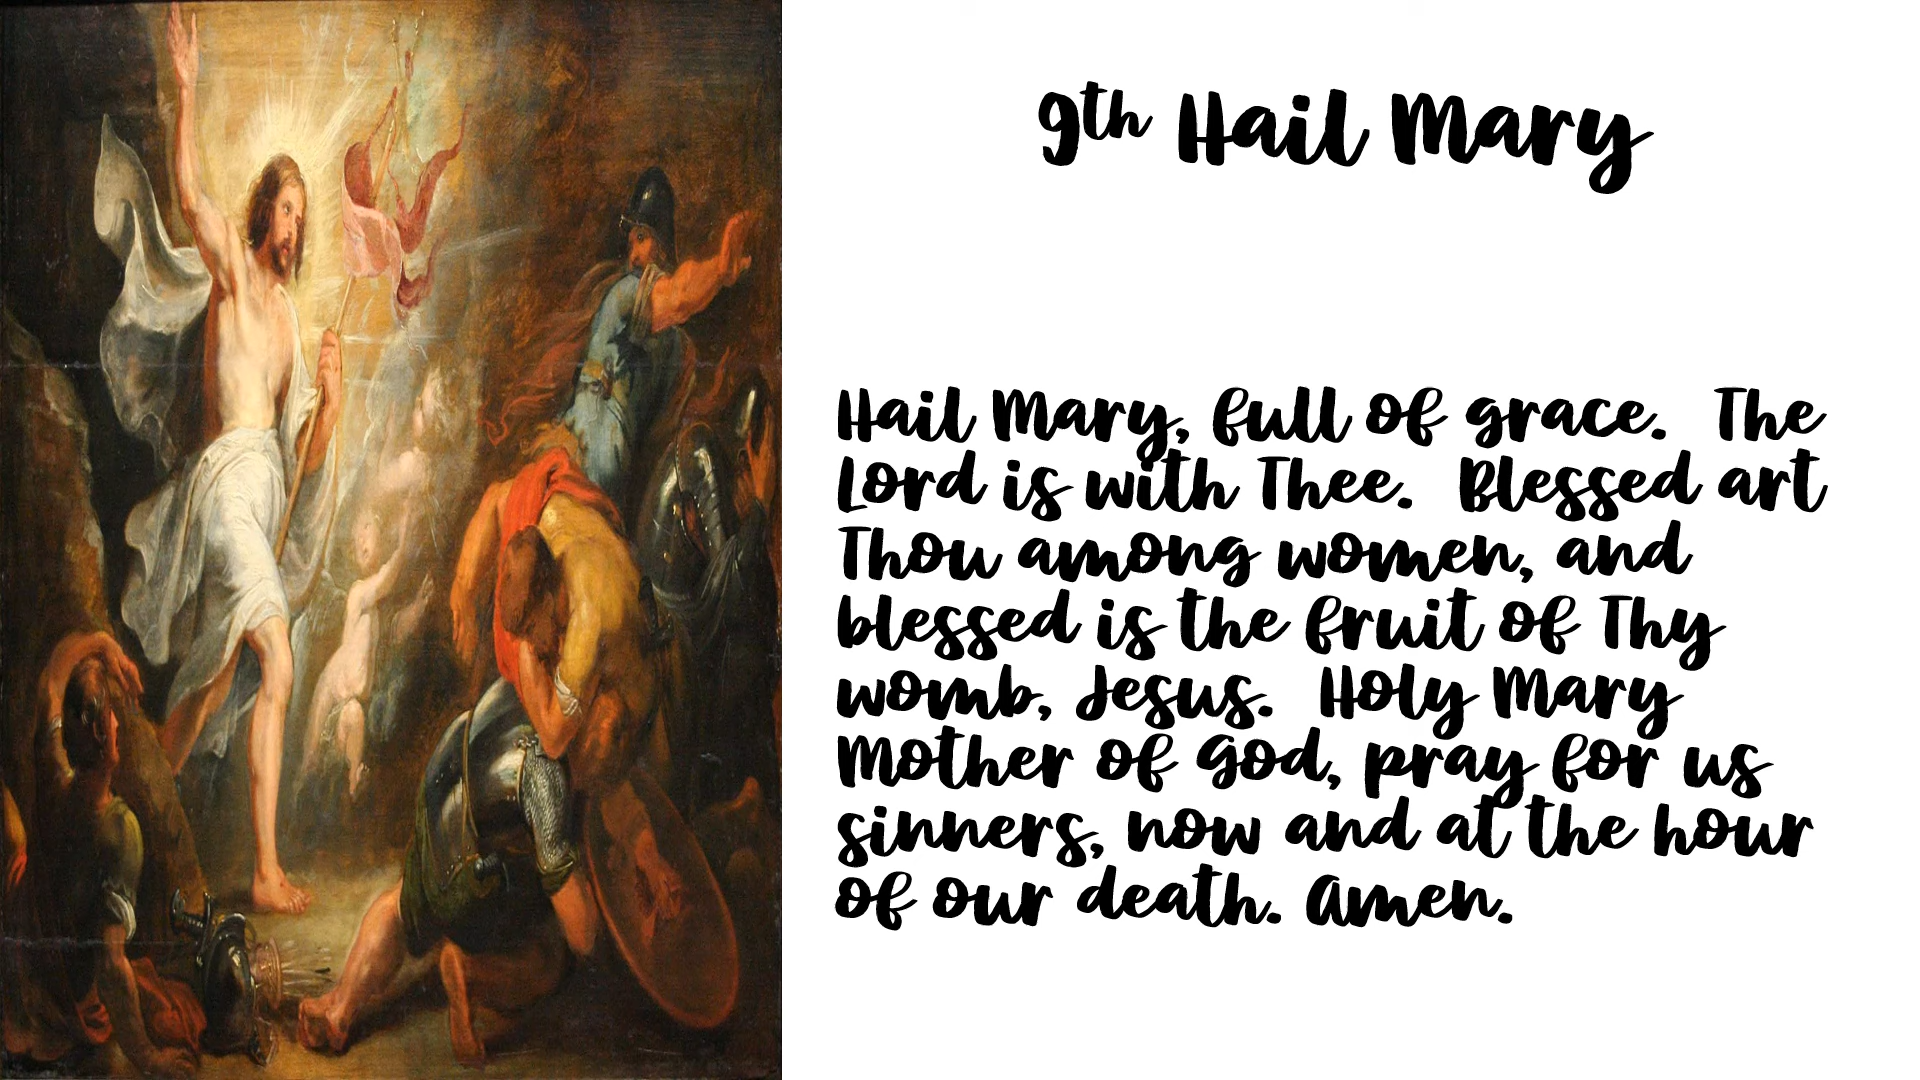 9th Hail Mary
Hail Mary, full of grace.  The
Lord is with Thee.  Blessed art
Thou among women, and
blessed is the fruit of Thy
womb, Jesus.  Holy Mary
Mother of God, pray for us
sinners, now and at the hour
of our death. Amen.